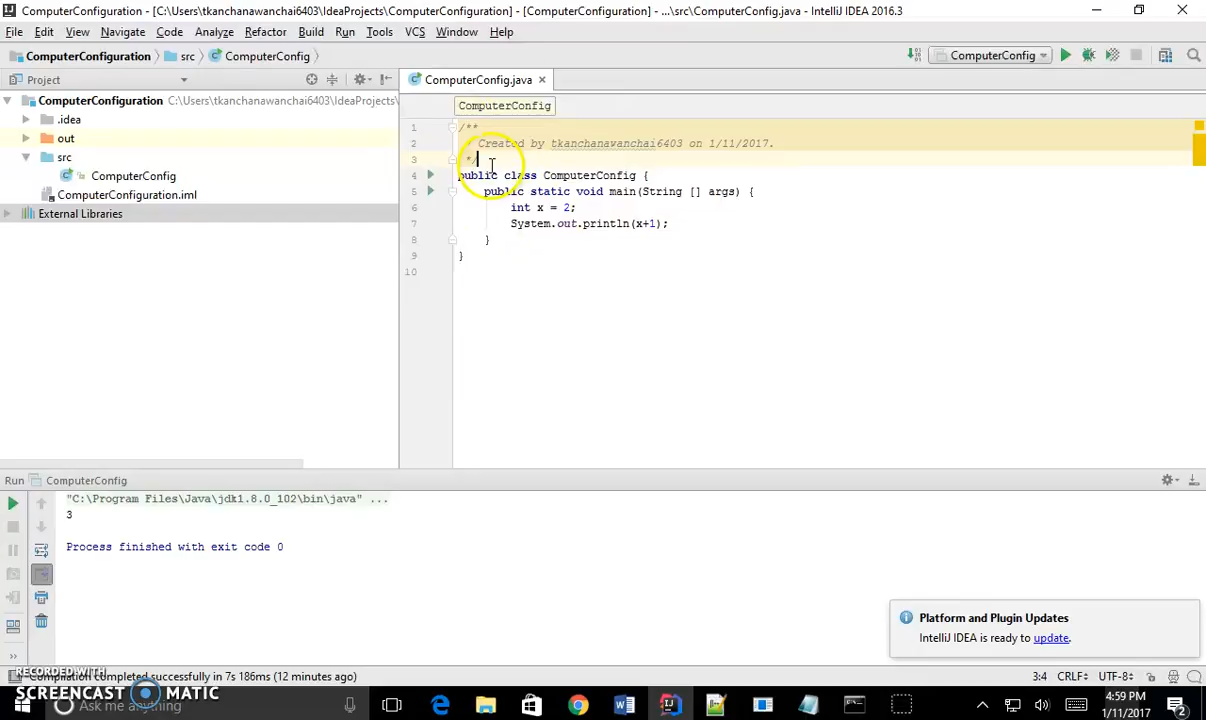 ComputerConfiguration - [C:\Users\tkanchanawanchai6403\IdeaProjects\ComputerConfiguration] - [ComputerConfiguration] - ...\src\ComputerConfig.java - IntelliJ IDEA 2016.3
File Edit View Navigate Code Analyze Refactor Build Run Tools VCS Window Help
ComputerConfiguration src ComputerConfig ComputerConfig
Project ComputerConfig.java
ComputerConfiguration C:\Users\tkanchanawanchai6403\IdeaProjects\
ComputerConfig
.idea
out
src
ComputerConfig
ComputerConfiguration.iml
External Libraries
1 /**
2 * Created by tkanchanawanchai6403 on 1/11/2017.
3 */
4 public class ComputerConfig {
5 public static void main(String [] args) {
6 int x = 2;
7 System.out.println(x+1);
8 }
9 }
10
Run ComputerConfig
"C:\Program Files\Java\jdk1.8.0_102\bin\java" ...
3
Process finished with exit code 0
Platform and Plugin Updates
IntelliJ IDEA is ready to update.
Compilation completed successfully in 7s 186ms (12 minutes ago) 3:4 CRLF UTF-8
RECORDED WITH
SCREENCAST MATIC
Ask me anything
4:59 PM
1/11/2017
2